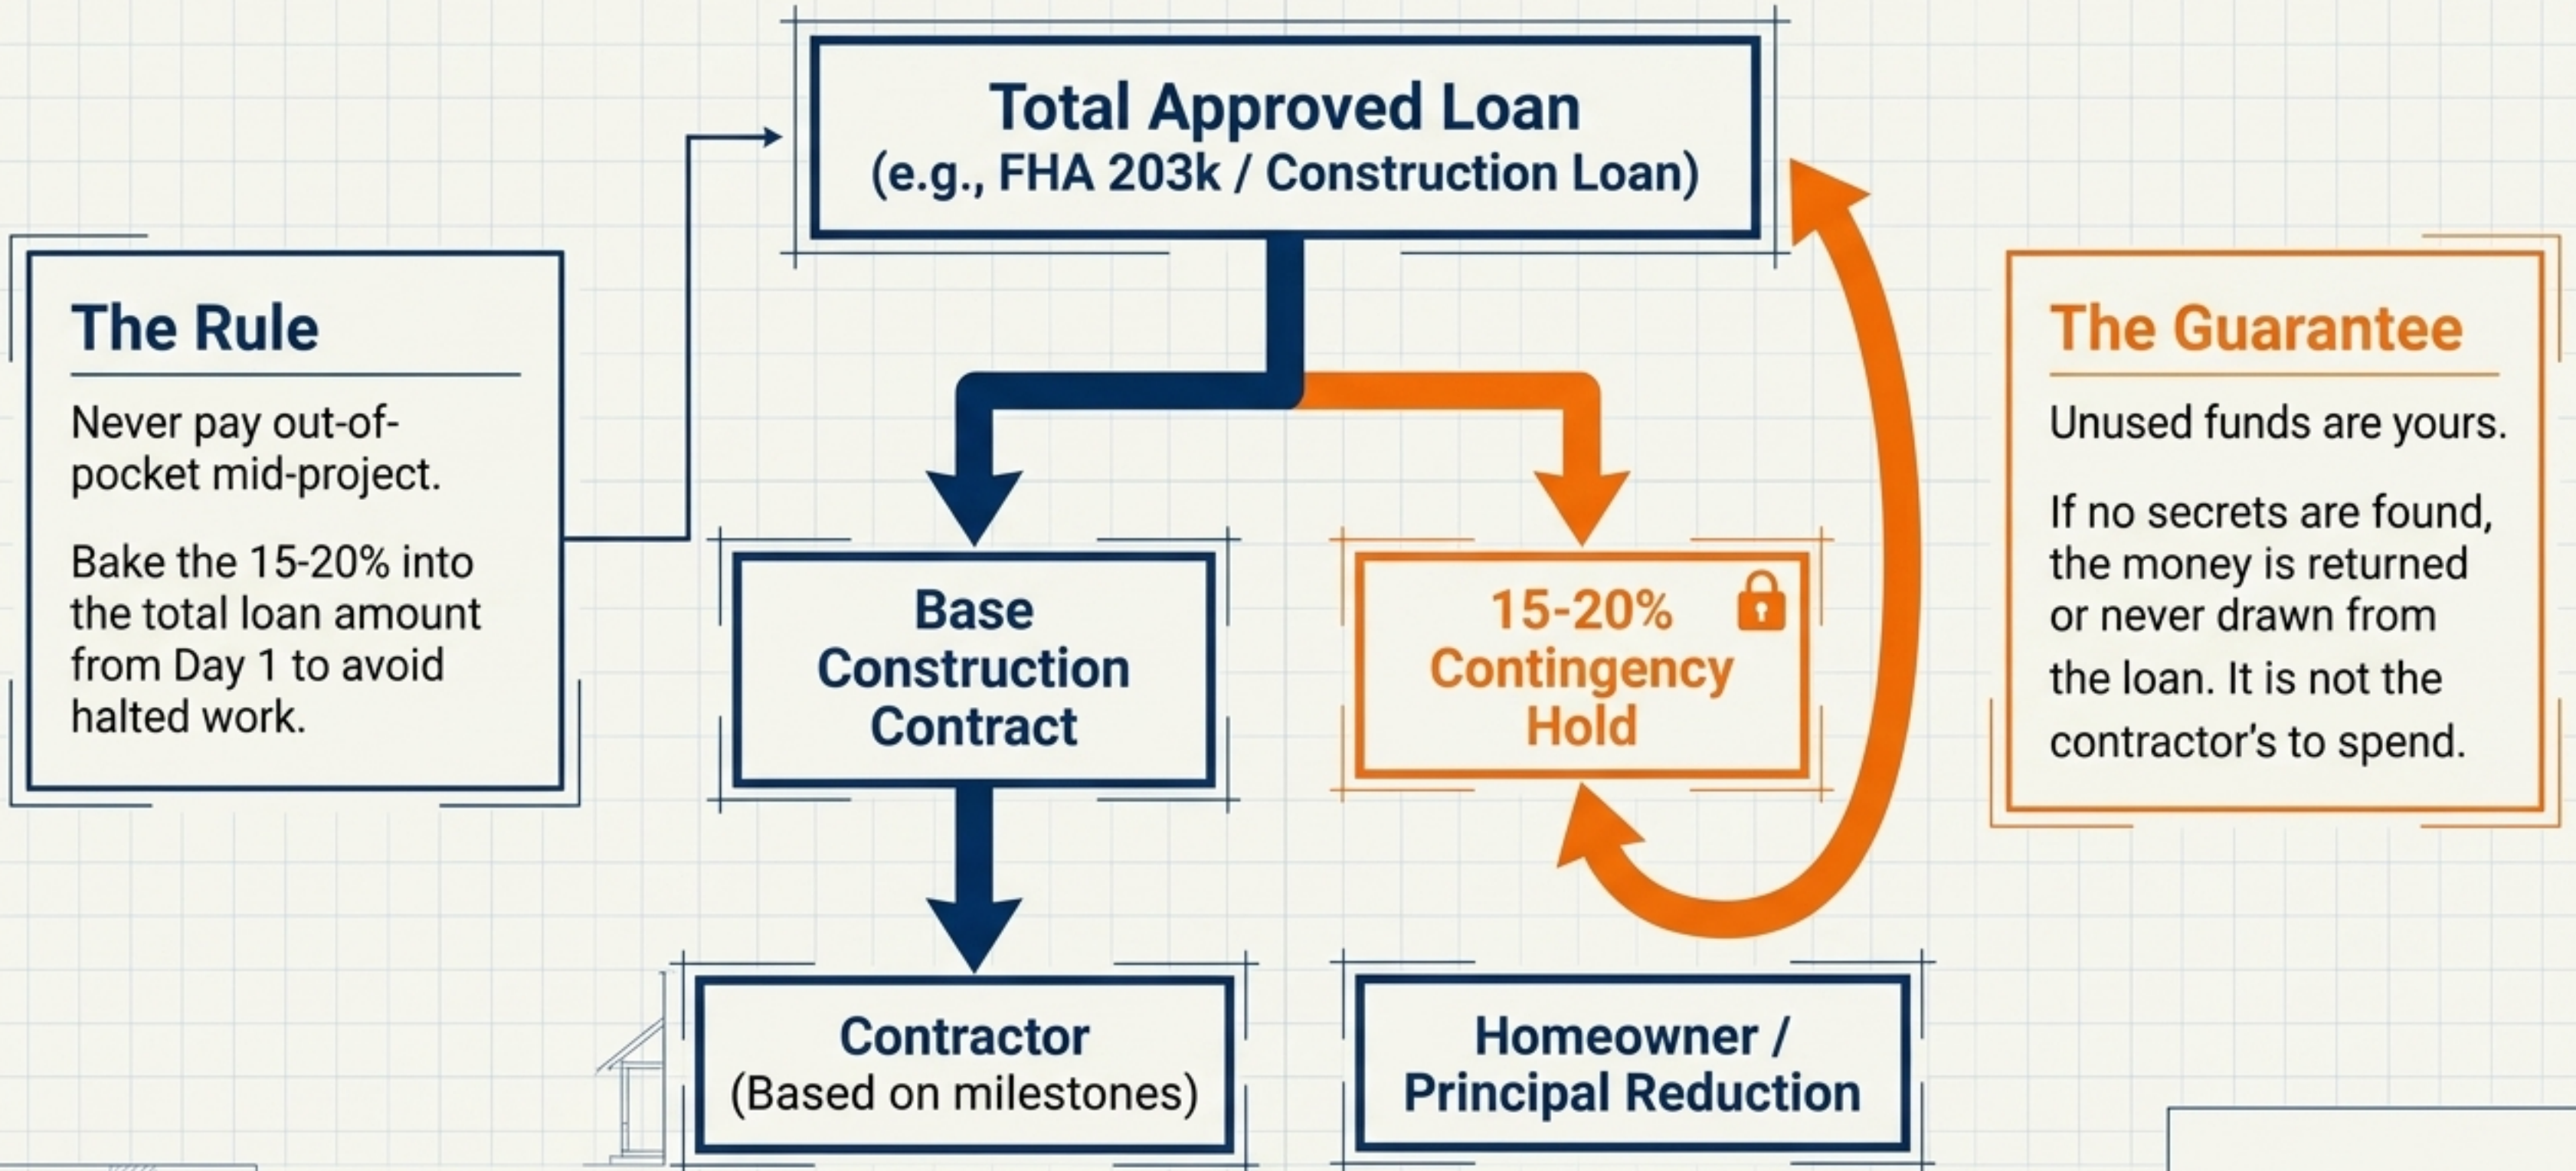 Total Approved Loan
(e.g., FHA 203k / Construction Loan)
The Rule
Never pay out-of-
pocket mid-project.
Bake the 15-20% into
the total loan amount
from Day 1 to avoid
halted work.
Base
Construction
Contract
15-20%
Contingency
Hold
The Guarantee
Unused funds are yours.
If no secrets are found,
the money is returned
or never drawn from
the loan. It is not the
contractor's to spend.
Contractor
(Based on milestones)
Homeowner /
Principal Reduction